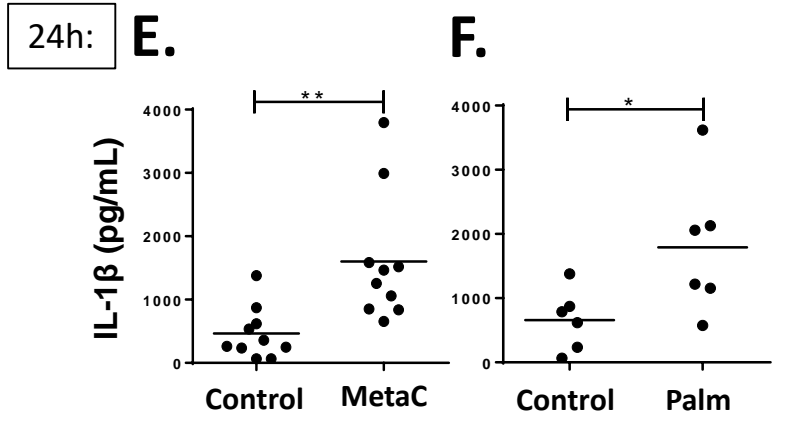 24h: E. F.
** *
4000 4000
3000 3000
2000 2000
1000 1000
0 0
IL-1β (pg/mL)
Control MetaC Control Palm